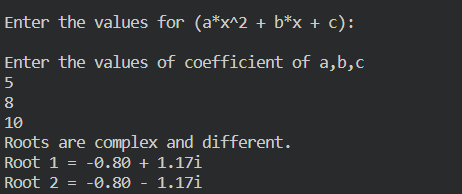 Enter the values for (a*x^2 + b*x + c):
Enter the values of coefficient of a,b,c
5
8
10
Roots are complex and different.
Root 1 = -0.80 + 1.17i
Root 2 = -0.80 - 1.17i